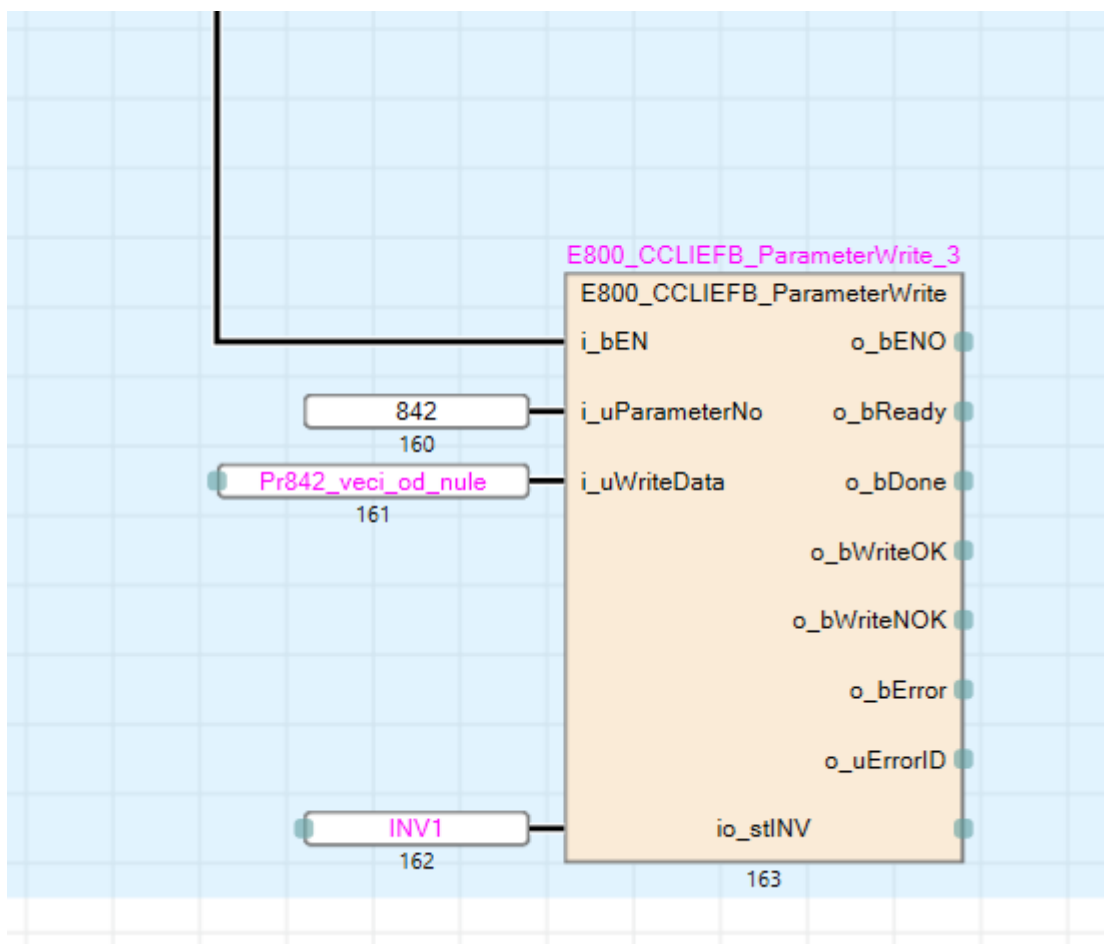 E800_CCLIEFB_ParameterWrite_3
E800_CCLIEFB_ParameterWrite
i_bEN o_bENO
842 i_uParameterNo o_bReady
160
Pr842_veci_od_nule i_uWriteData o_bDone
161
o_bWriteOK
o_bWriteNOK
o_bError
o_uErrorID
INV1 io_stINV
162
163